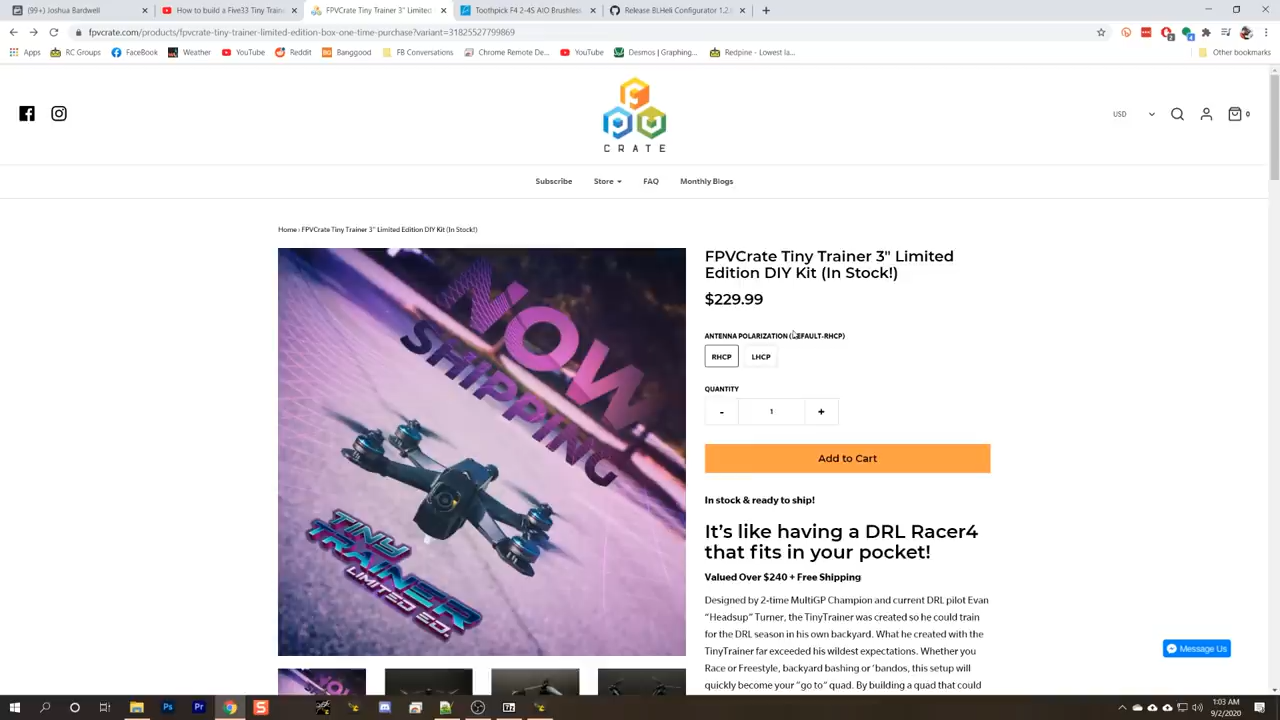 (99+) Joshua Bardwell
How to build a Five33 Tiny Train
FPVCrate Tiny Trainer 3" Limited
Toothpick F4 2-4S AIO Brushless
Release BLHeli Configurator 1.2.
fpvcrate.com/products/fpvcrate-tiny-trainer-limited-edition-box-one-time-purchase?variant=31825527799869
Apps
RC Groups
FaceBook
Weather
YouTube
Reddit
Banggood
FB Conversations
Chrome Remote De...
YouTube
Desmos | Graphing...
Redpine - Lowest la...
Other bookmarks
CRATE
USD
0
Subscribe
Store
FAQ
Monthly Blogs
Home › FPVCrate Tiny Trainer 3" Limited Edition DIY Kit (In Stock!)
NOW
SHIPPING
TINY
TRAINER
LIMITED ED.
FPVCrate Tiny Trainer 3" Limited
Edition DIY Kit (In Stock!)
$229.99
ANTENNA POLARIZATION (DEFAULT-RHCP)
RHCP
LHCP
QUANTITY
-
1
+
Add to Cart
In stock & ready to ship!
It's like having a DRL Racer4
that fits in your pocket!
Valued Over $240 + Free Shipping
Designed by 2-time MultiGP Champion and current DRL pilot Evan
"Headsup" Turner, the TinyTrainer was created so he could train
for the DRL season in his own backyard. What he created with the
TinyTrainer far exceeded his wildest expectations. Whether you
Race or Freestyle, backyard bashing or 'bandos, this setup will
quickly become your "go to" quad. By building a quad that could
Message Us
1:03 AM
9/2/2020